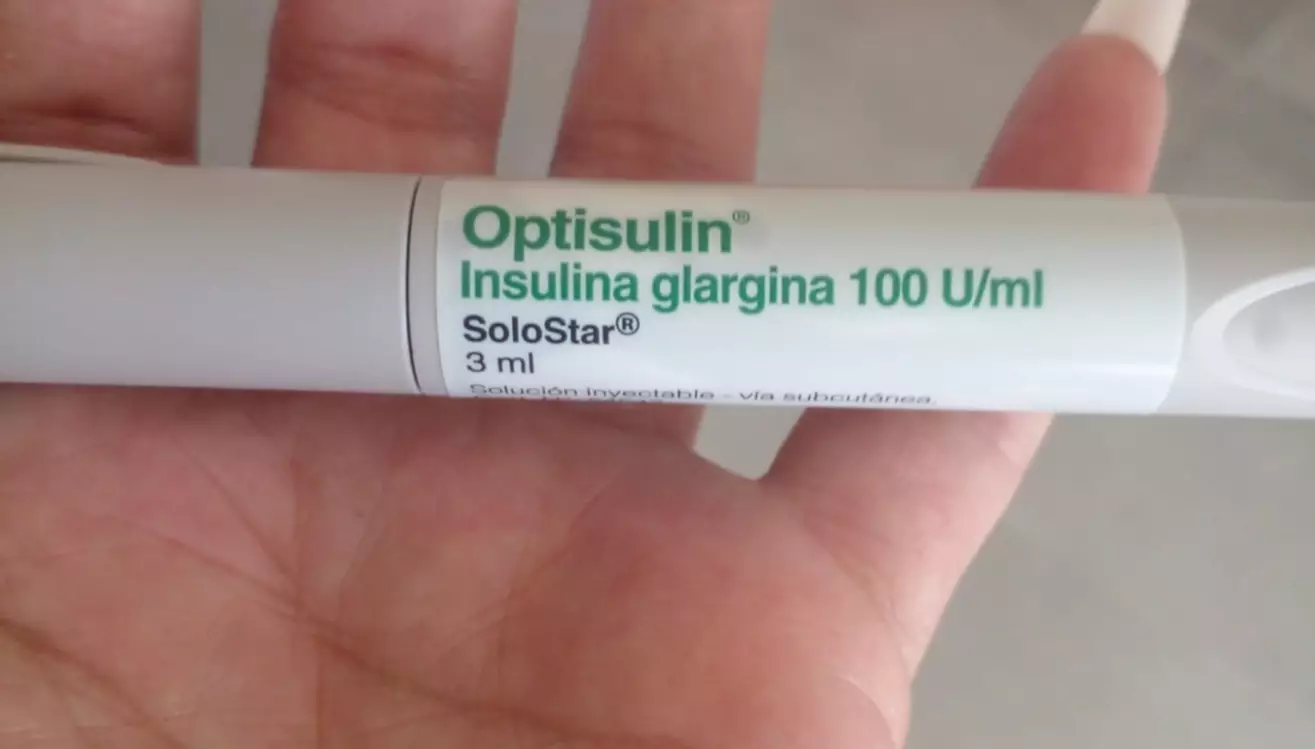 Optisulin®
Insulina glargina 100 U/ml
SoloStar®
3 ml
Solución inyectable - vía subcutánea.